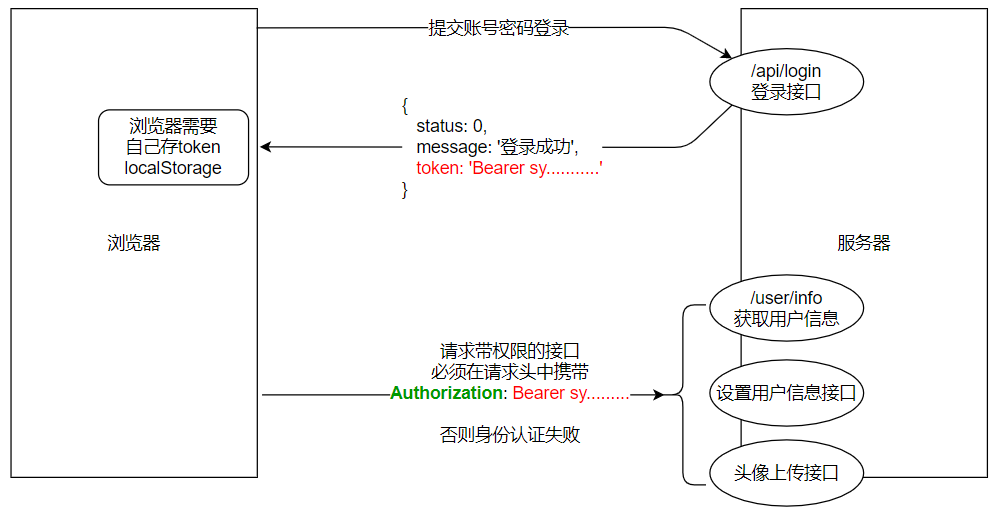 提交账号密码登录
/api/login
登录接口
{
status: 0,
message: '登录成功',
token: 'Bearer sy...........'
}
浏览器需要
自己存token
localStorage
浏览器
服务器
/user/info
获取用户信息
请求带权限的接口
必须在请求头中携带
Authorization: Bearer sy.........
否则身份认证失败
设置用户信息接口
头像上传接口